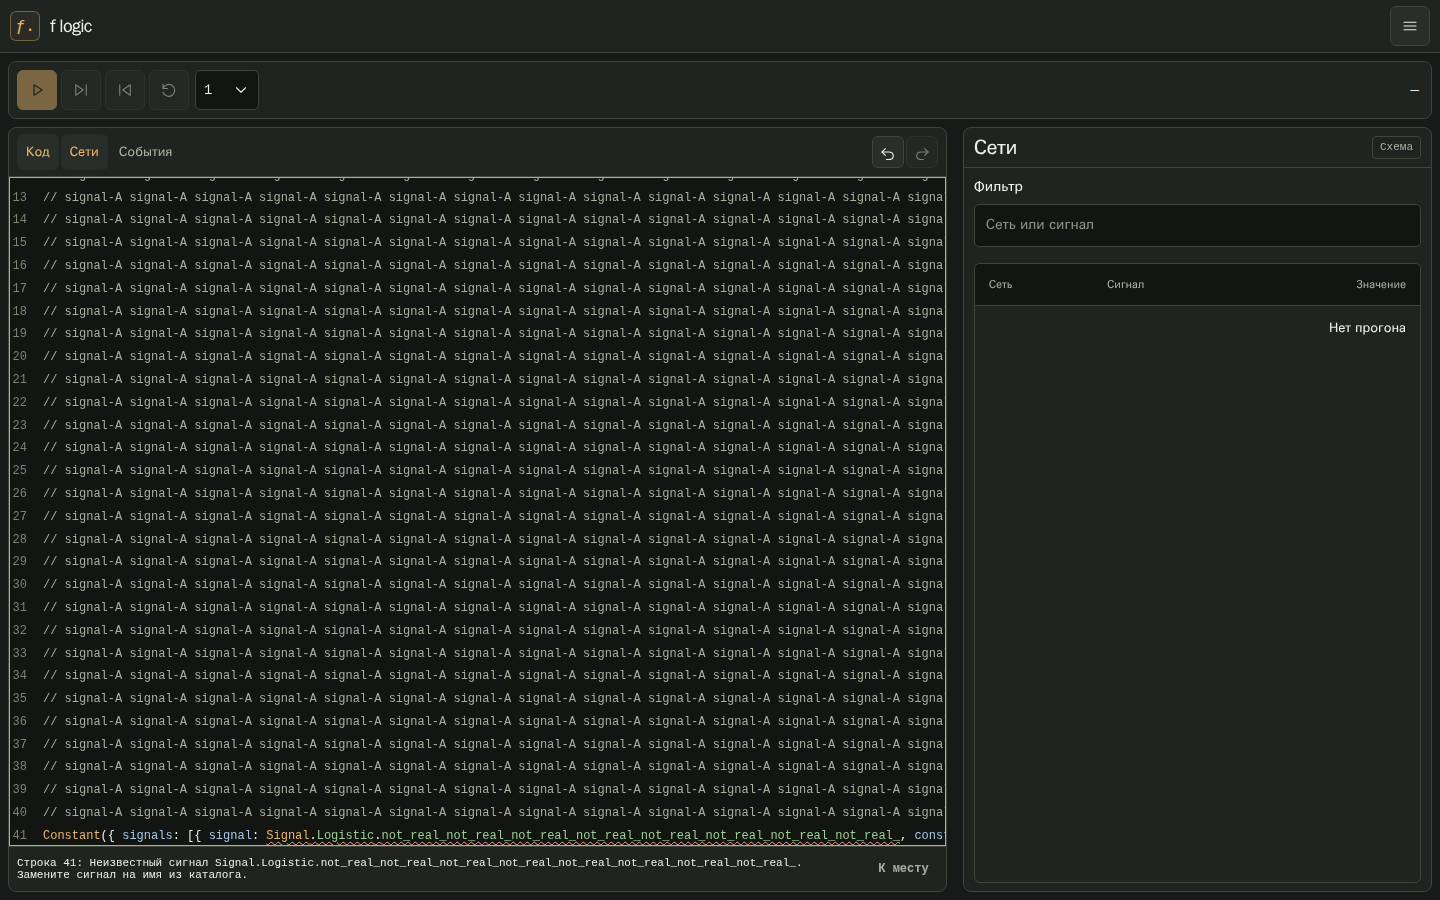 f. f logic
1
–
Код Сети События
13 // signal-A signal-A signal-A signal-A signal-A signal-A signal-A signal-A signal-A signal-A signal-A signal-A signal-A signa
14 // signal-A signal-A signal-A signal-A signal-A signal-A signal-A signal-A signal-A signal-A signal-A signal-A signal-A signa
15 // signal-A signal-A signal-A signal-A signal-A signal-A signal-A signal-A signal-A signal-A signal-A signal-A signal-A signa
16 // signal-A signal-A signal-A signal-A signal-A signal-A signal-A signal-A signal-A signal-A signal-A signal-A signal-A signa
17 // signal-A signal-A signal-A signal-A signal-A signal-A signal-A signal-A signal-A signal-A signal-A signal-A signal-A signa
18 // signal-A signal-A signal-A signal-A signal-A signal-A signal-A signal-A signal-A signal-A signal-A signal-A signal-A signa
19 // signal-A signal-A signal-A signal-A signal-A signal-A signal-A signal-A signal-A signal-A signal-A signal-A signal-A signa
20 // signal-A signal-A signal-A signal-A signal-A signal-A signal-A signal-A signal-A signal-A signal-A signal-A signal-A signa
21 // signal-A signal-A signal-A signal-A signal-A signal-A signal-A signal-A signal-A signal-A signal-A signal-A signal-A signa
22 // signal-A signal-A signal-A signal-A signal-A signal-A signal-A signal-A signal-A signal-A signal-A signal-A signal-A signa
23 // signal-A signal-A signal-A signal-A signal-A signal-A signal-A signal-A signal-A signal-A signal-A signal-A signal-A signa
24 // signal-A signal-A signal-A signal-A signal-A signal-A signal-A signal-A signal-A signal-A signal-A signal-A signal-A signa
25 // signal-A signal-A signal-A signal-A signal-A signal-A signal-A signal-A signal-A signal-A signal-A signal-A signal-A signa
26 // signal-A signal-A signal-A signal-A signal-A signal-A signal-A signal-A signal-A signal-A signal-A signal-A signal-A signa
27 // signal-A signal-A signal-A signal-A signal-A signal-A signal-A signal-A signal-A signal-A signal-A signal-A signal-A signa
28 // signal-A signal-A signal-A signal-A signal-A signal-A signal-A signal-A signal-A signal-A signal-A signal-A signal-A signa
29 // signal-A signal-A signal-A signal-A signal-A signal-A signal-A signal-A signal-A signal-A signal-A signal-A signal-A signa
30 // signal-A signal-A signal-A signal-A signal-A signal-A signal-A signal-A signal-A signal-A signal-A signal-A signal-A signa
31 // signal-A signal-A signal-A signal-A signal-A signal-A signal-A signal-A signal-A signal-A signal-A signal-A signal-A signa
32 // signal-A signal-A signal-A signal-A signal-A signal-A signal-A signal-A signal-A signal-A signal-A signal-A signal-A signa
33 // signal-A signal-A signal-A signal-A signal-A signal-A signal-A signal-A signal-A signal-A signal-A signal-A signal-A signa
34 // signal-A signal-A signal-A signal-A signal-A signal-A signal-A signal-A signal-A signal-A signal-A signal-A signal-A signa
35 // signal-A signal-A signal-A signal-A signal-A signal-A signal-A signal-A signal-A signal-A signal-A signal-A signal-A signa
36 // signal-A signal-A signal-A signal-A signal-A signal-A signal-A signal-A signal-A signal-A signal-A signal-A signal-A signa
37 // signal-A signal-A signal-A signal-A signal-A signal-A signal-A signal-A signal-A signal-A signal-A signal-A signal-A signa
38 // signal-A signal-A signal-A signal-A signal-A signal-A signal-A signal-A signal-A signal-A signal-A signal-A signal-A signa
39 // signal-A signal-A signal-A signal-A signal-A signal-A signal-A signal-A signal-A signal-A signal-A signal-A signal-A signa
40 // signal-A signal-A signal-A signal-A signal-A signal-A signal-A signal-A signal-A signal-A signal-A signal-A signal-A signa
41 Constant({ signals: [{ signal: Signal.Logistic.not_real_not_real_not_real_not_real_not_real_not_real_not_real_not_real_, const
Строка 41: Неизвестный сигнал Signal.Logistic.not_real_not_real_not_real_not_real_not_real_not_real_not_real_not_real_.
Замените сигнал на имя из каталога.
К месту
Сети
Схема
Фильтр
Сеть или сигнал
Сеть Сигнал Значение
Нет прогона